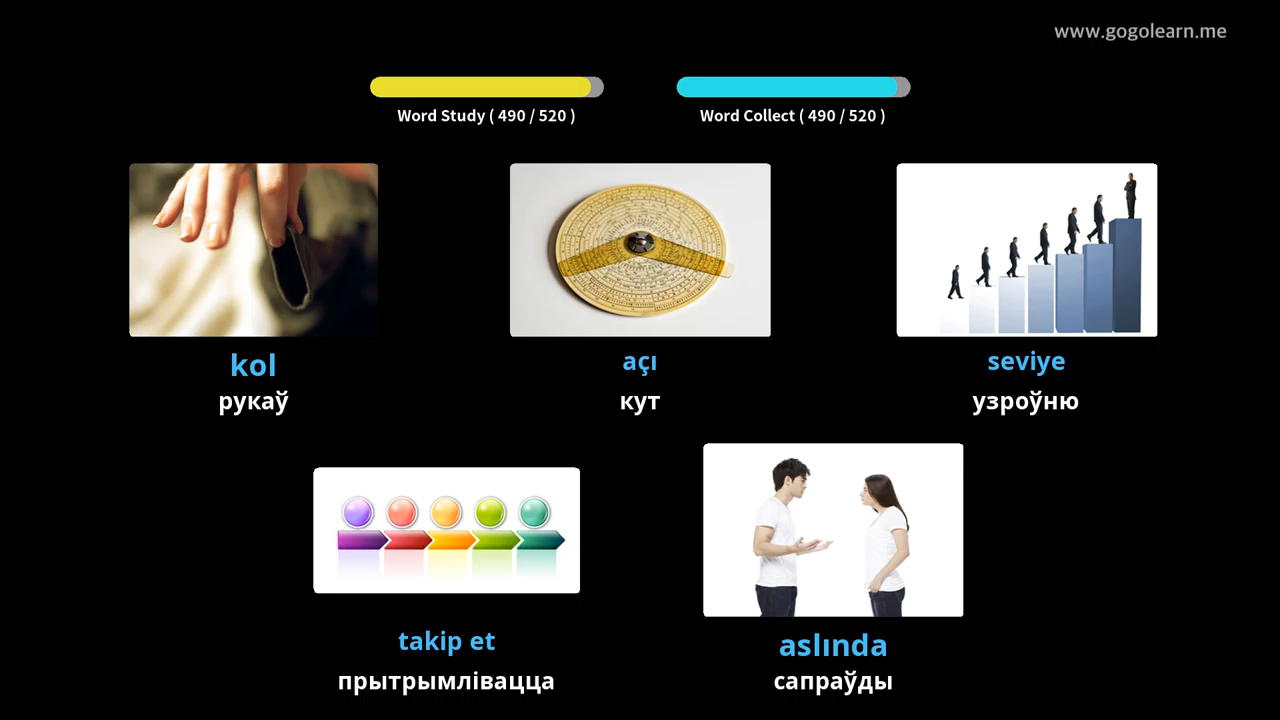 www.gogolearn.me
Word Study ( 490 / 520 )
Word Collect ( 490 / 520 )
kol
рукаў
açı
кут
seviye
узроўню
takip et
прытрымлівацца
aslında
сапраўды